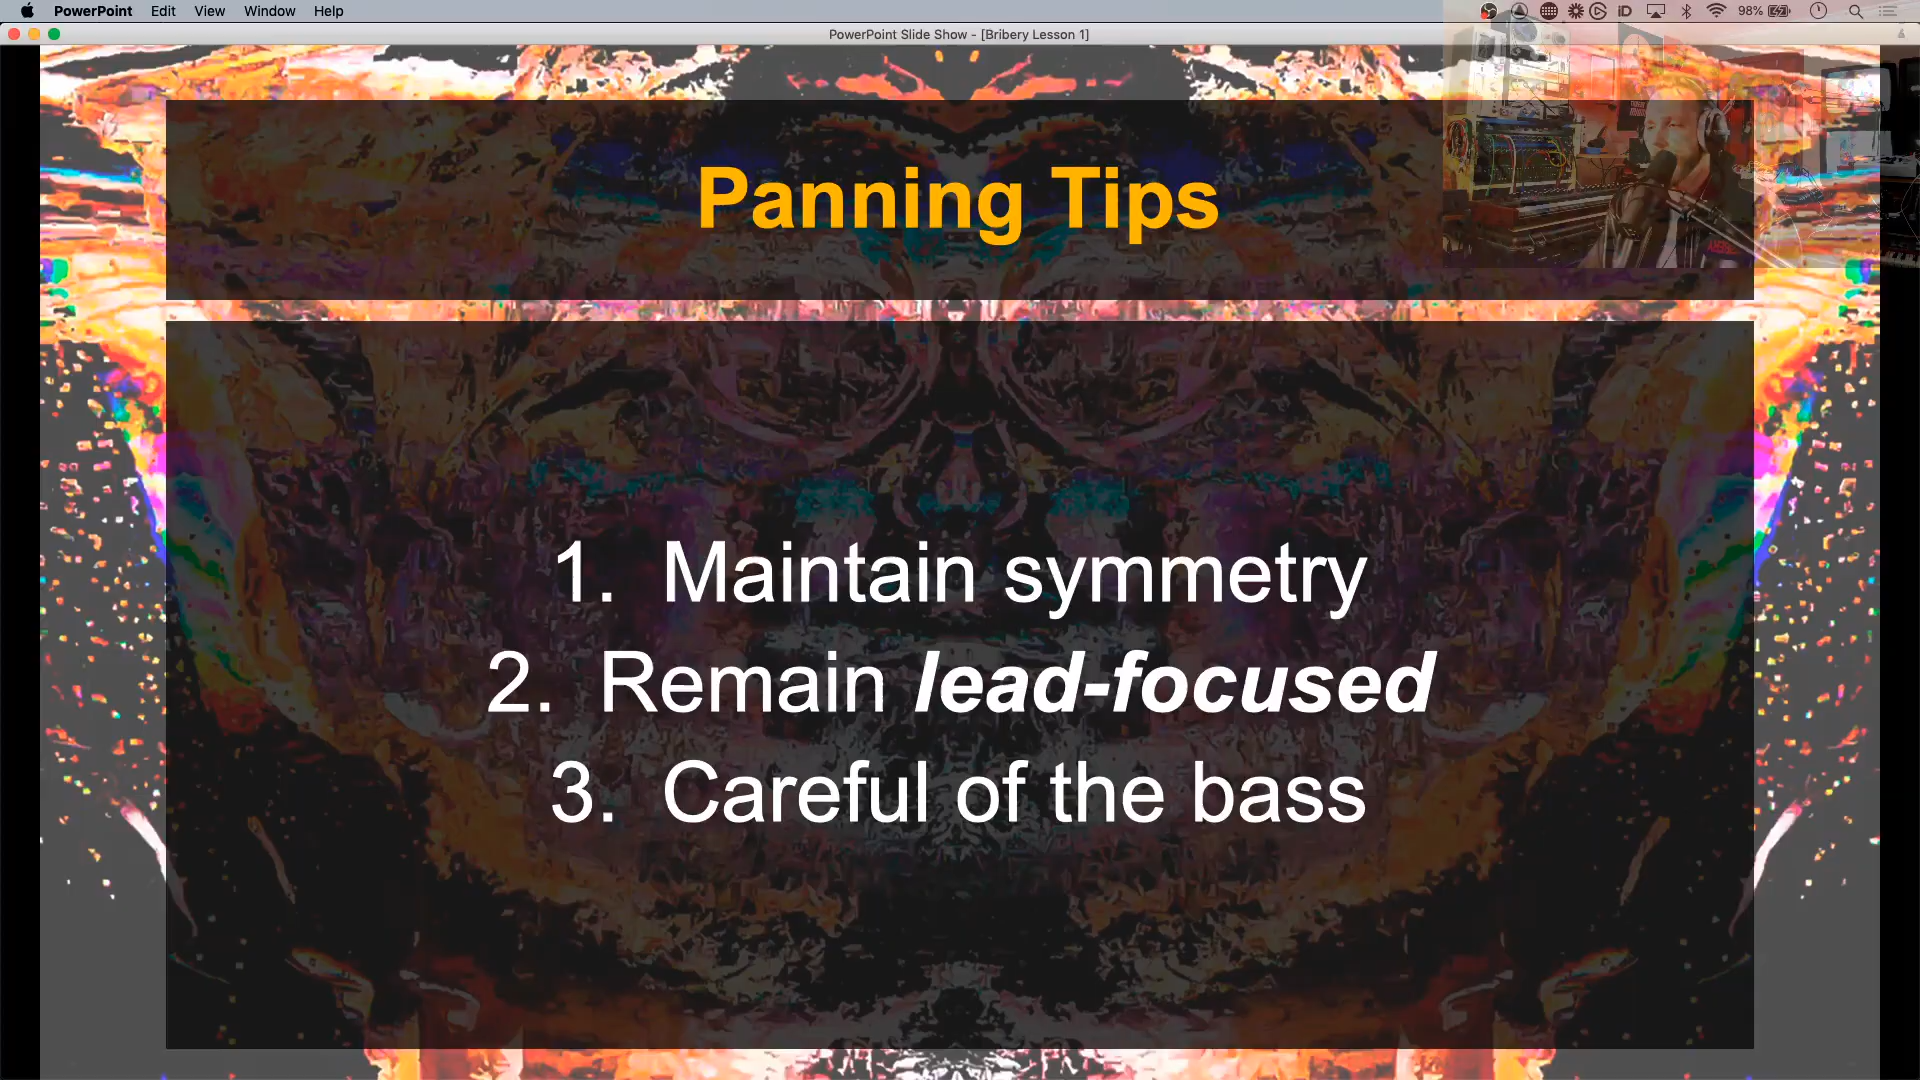 PowerPoint Edit View Window Help
iD 98%
PowerPoint Slide Show - [Bribery Lesson 1]
Panning Tips
1. Maintain symmetry
2. Remain lead-focused
3. Careful of the bass